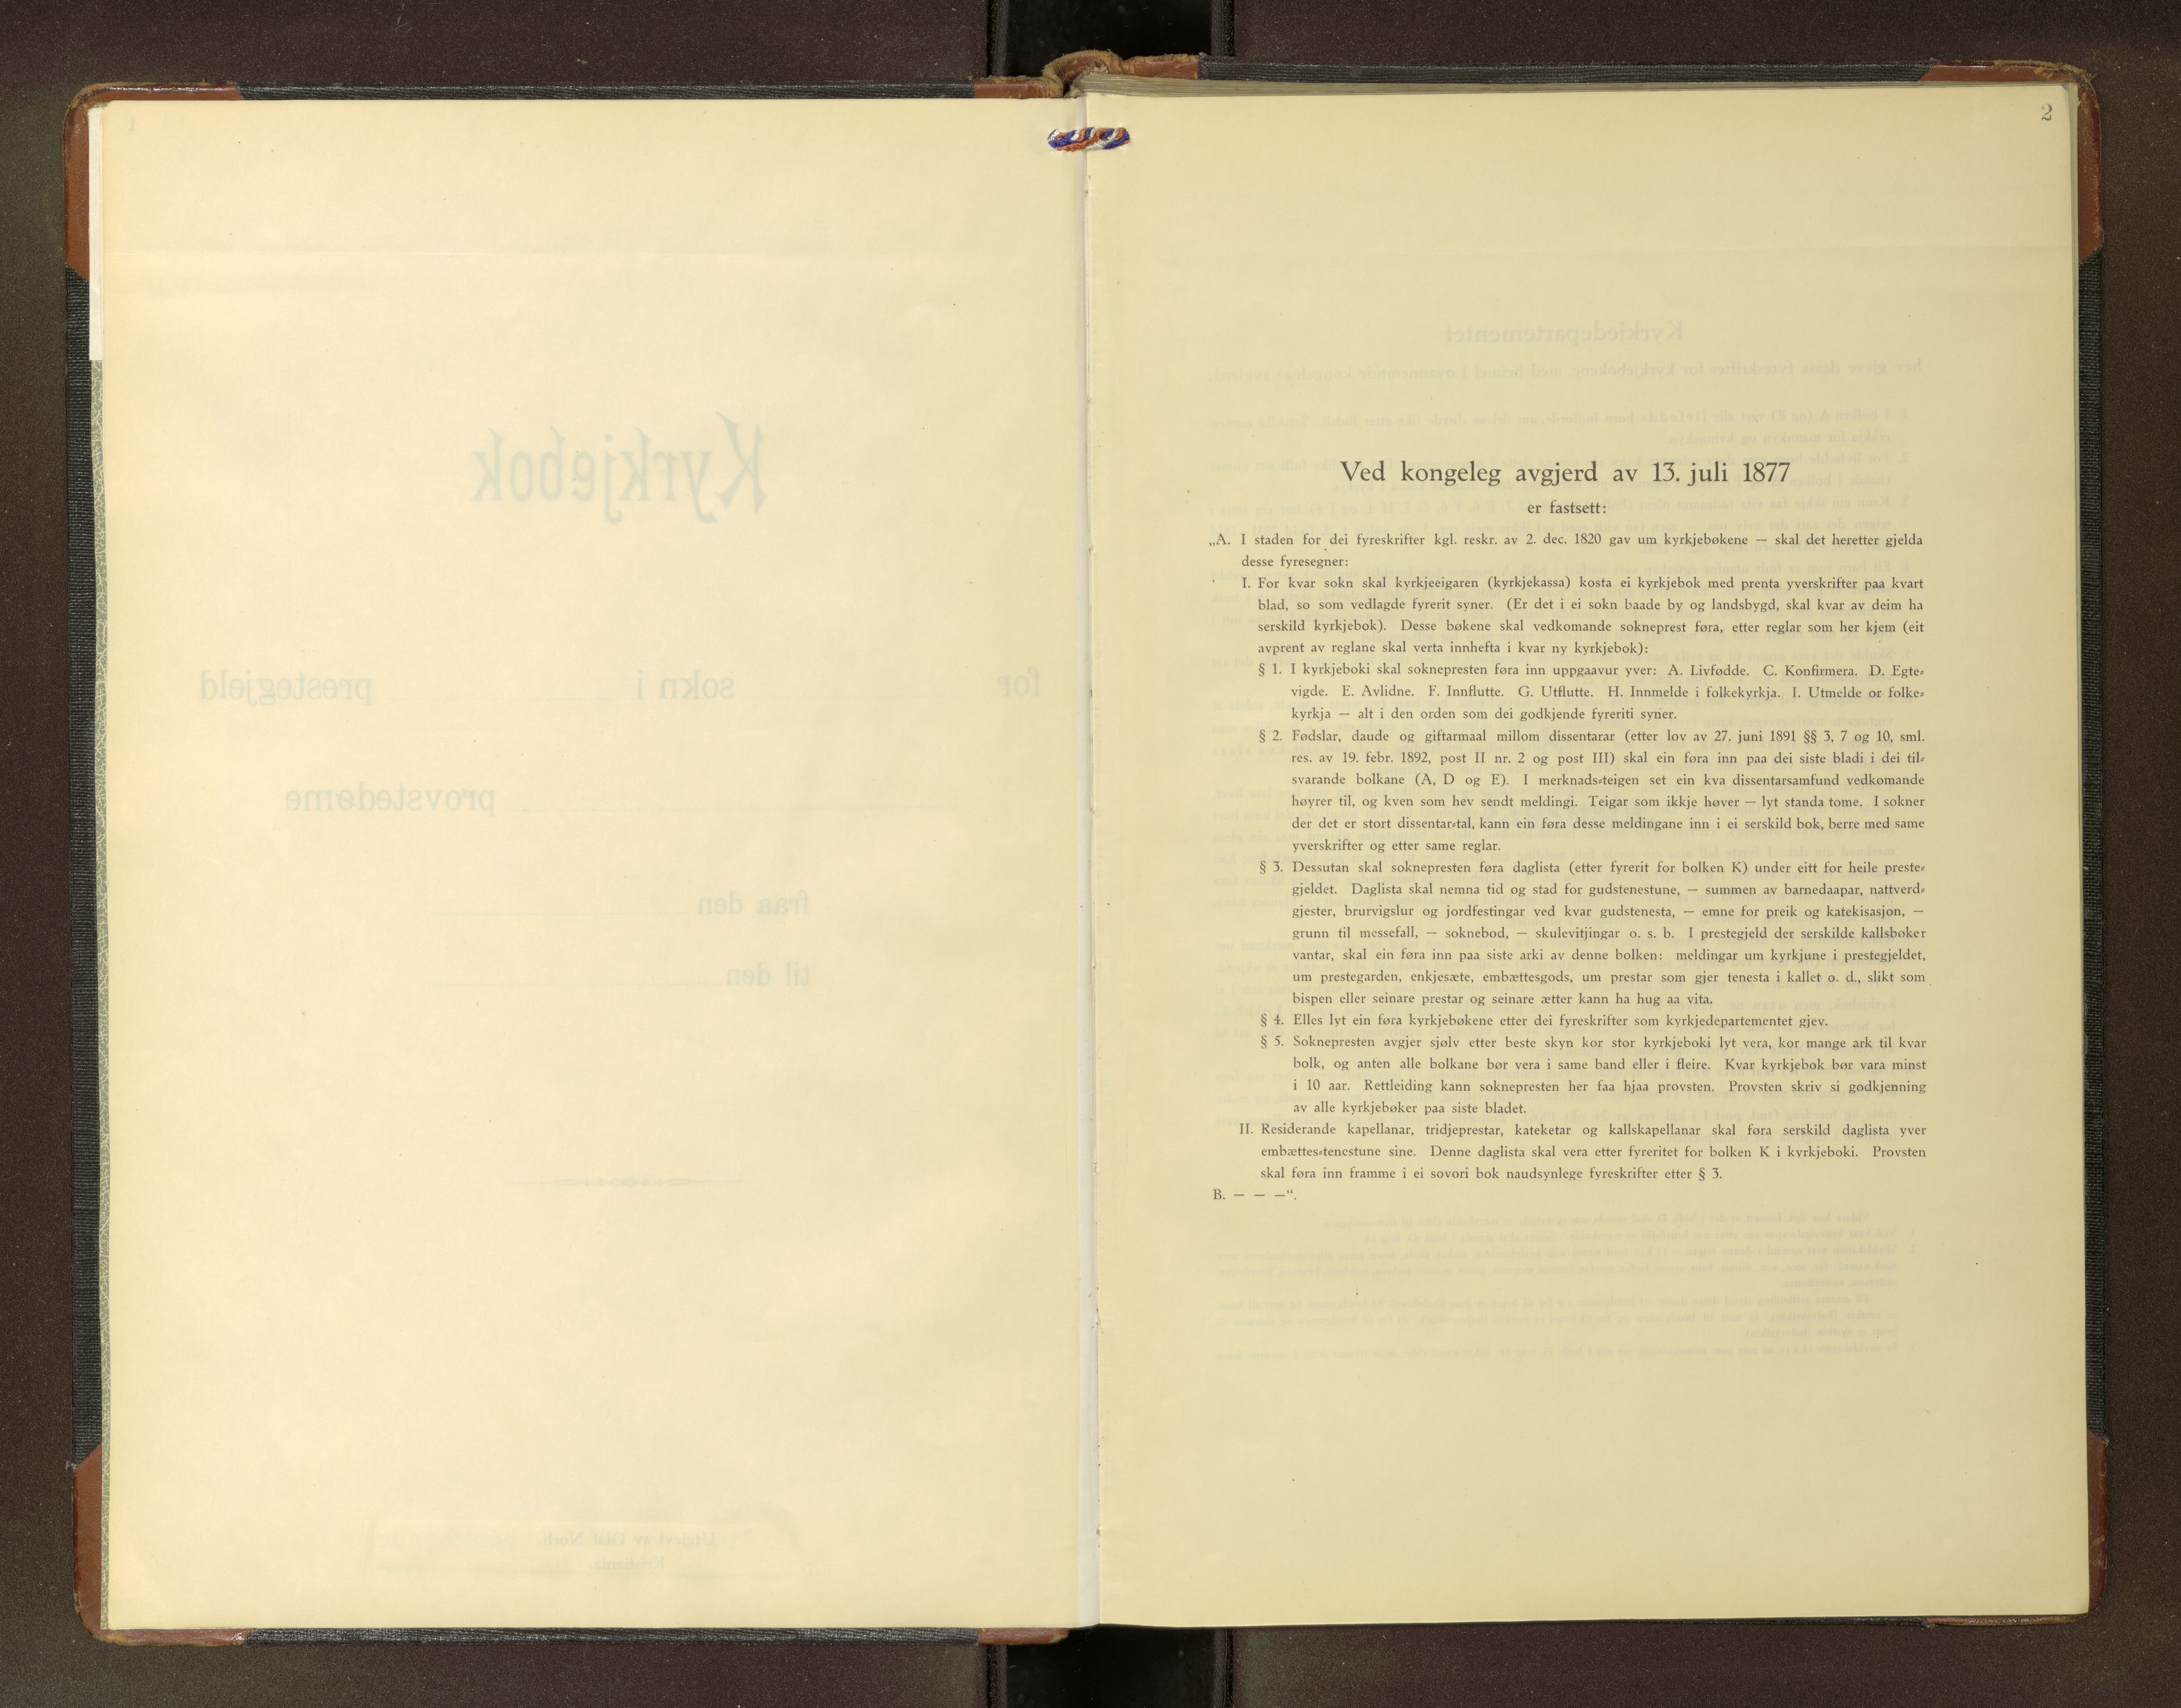 2
Ved kongeleg avgjerd av 13. juli 1877
er fastsett:
„A. I staden for dei fyreskrifter kgl. reskr. av 2. dec. 1820 gav um kyrkjebøkene — skal det heretter gjelda
desse fyresegner:
I. For kvar sokn skal kyrkjeeigaren (kyrkjekassa) kosta ei kyrkjebok med prenta yverskrifter paa kvart
blad, so som vedlagde fyrerit syner. (Er det i ei sokn baade by og landsbygd, skal kvar av deim ha
serskild kyrkjebok). Desse bøkene skal vedkomande sokneprest føra, etter reglar som her kjem (eit
avprent av reglane skal verta innhefta i kvar ny kyrkjebok):
§ 1. I kyrkjeboki skal soknepresten føra inn uppgaavur yver: A. Livfødde. C. Konfirmera. D. Egte-
vigde. E. Avlidne. F. Innflutte. G. Utflutte. H. Innmelde i folkekyrkja. I. Utmelde or folke-
kyrkja — alt i den orden som dei godkjende fyreriti syner.
§ 2. Fødslar, daude og giftarmaal millom dissentarar (etter lov av 27. juni 1891 §§ 3, 7 og 10, sml.
res. av 19. febr. 1892, post II nr. 2 og post III) skal ein føra inn paa dei siste bladi i dei til-
svarande bolkane (A, D og E). I merknads-teigen set ein kva dissentarsamfund vedkomande
høyrer til, og kven som hev sendt meldingi. Teigar som ikkje høver — lyt standa tome. I sokner
der det er stort dissentar-tal, kann ein føra desse meldingane inn i ei serskild bok, berre med same
yverskrifter og etter same reglar.
§ 3. Dessutan skal soknepresten føra daglista (etter fyrerit for bolken K) under eitt for heile preste-
gjeldet. Daglista skal nemna tid og stad for gudstenestune, — summen av barnedaapar, nattverd-
gjester, brurvigslur og jordfestingar ved kvar gudstenesta, — emne for preik og katekisasjon, —
grunn til messefall, — soknebod, — skulevitjingar o. s. b. I prestegjeld der serskilde kallsbøker
vantar, skal ein føra inn paa siste arki av denne bolken: meldingar um kyrkjune i prestegjeldet,
um prestegarden, enkjesæte, embættesgods, um prestar som gjer tenesta i kallet o. d., slikt som
bispen eller seinare prestar og seinare ætter kann ha hug aa vita.
§ 4. Elles lyt ein føra kyrkjebøkene etter dei fyreskrifter som kyrkjedepartementet gjev.
§ 5. Soknepresten avgjer sjølv etter beste skyn kor stor kyrkjeboki lyt vera, kor mange ark til kvar
bolk, og anten alle bolkane bør vera i same band eller i fleire. Kvar kyrkjebok bør vara minst
i 10 aar. Rettleiding kann soknepresten her faa hjaa provsten. Provsten skriv si godkjenning
av alle kyrkjebøker paa siste bladet.
II. Residerande kapellanar, tridjeprestar, kateketar og kallskapellanar skal føra serskild daglista yver
embættes-tenestune sine. Denne daglista skal vera etter fyreritet for bolken K i kyrkjeboki. Provsten
skal føra inn framme i ei sovori bok naudsynlege fyreskrifter etter § 3.
B. — — —“.